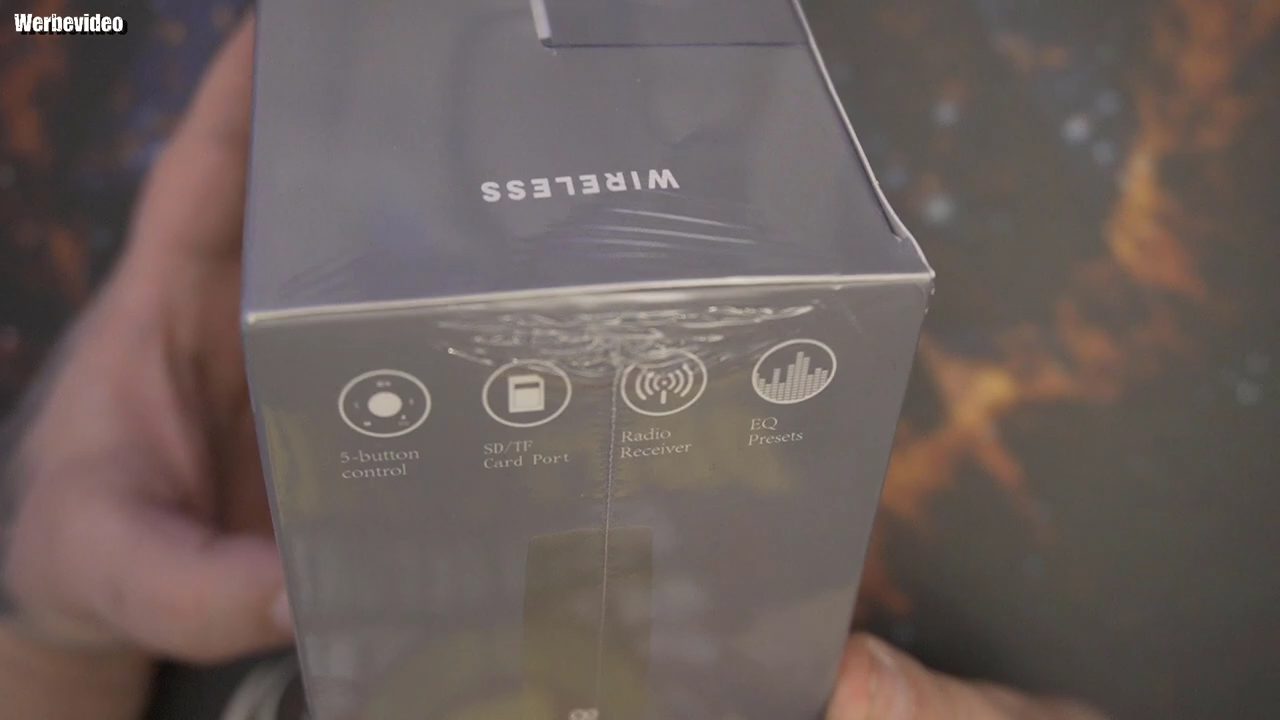 Werbevideo
WIRELESS
5-button
control
SD/TF
Card Port
Radio
Receiver
EQ
Presets